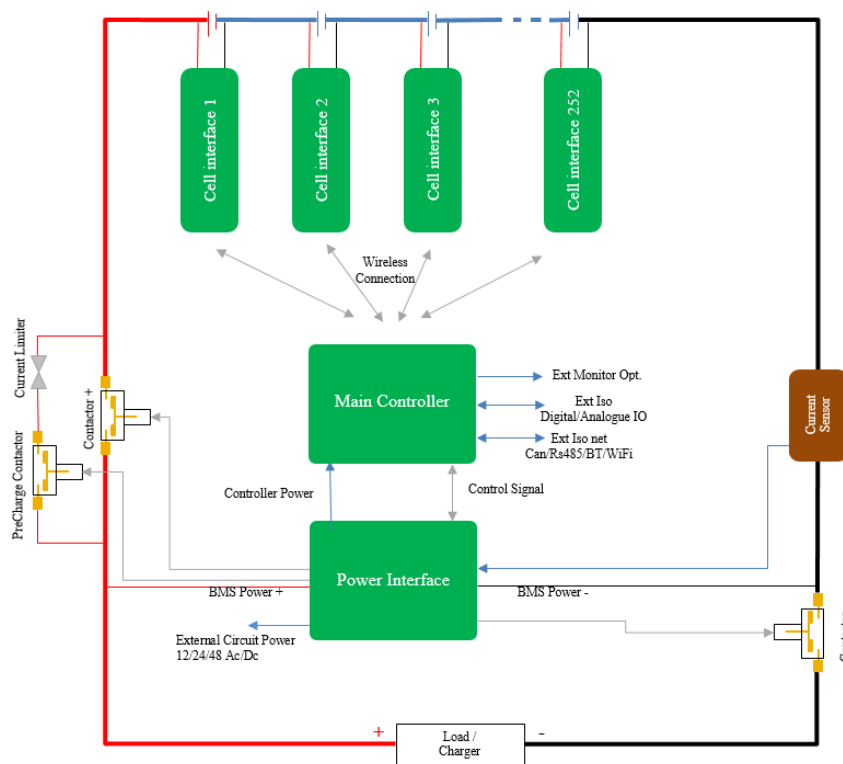 Cell interface 1
Cell interface 2
Cell interface 3
Cell interface 252
Wireless
Connection
Current Limiter
Contactor +
PreCharge Contactor
Main Controller
Ext Monitor Opt.
Ext Iso
Digital/Analogue IO
Ext Iso net
Can/Rs485/BT/WiFi
Current
Sensor
Controller Power
Control Signal
Power Interface
BMS Power +
BMS Power -
External Circuit Power
12/24/48 Ac/Dc
+
-
Load /
Charger